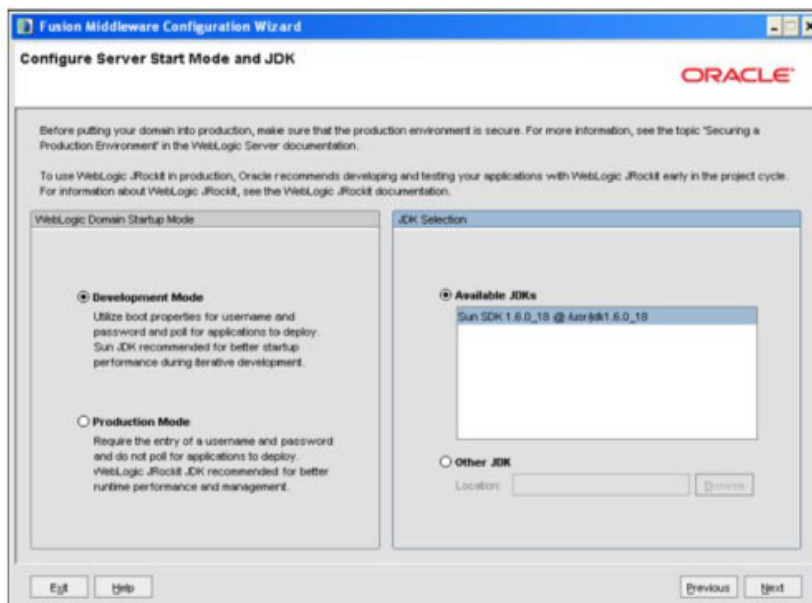 Fusion Middleware Configuration Wizard
Configure Server Start Mode and JDK
ORACLE
Before putting your domain into production, make sure that the production environment is secure. For more information, see the topic 'Securing a
Production Environment' in the WebLogic Server documentation.
To use WebLogic JRockit in production, Oracle recommends developing and testing your applications with WebLogic JRockit early in the project cycle.
For information about WebLogic JRockit, see the WebLogic JRockit documentation.
WebLogic Domain Startup Mode
Development Mode
Utilize boot.properties for username and
password and poll for applications to deploy.
Sun JDK recommended for better startup
performance during iterative development.
Production Mode
Require the entry of a username and password
and do not poll for applications to deploy.
WebLogic JRockit JDK recommended for better
runtime performance and management.
JDK Selection
Available JDKs
Sun SDK 1.6.0_18 @ /usr/jdk1.6.0_18
Other JDK
Location:
Browse
Exit
Help
Previous
Next